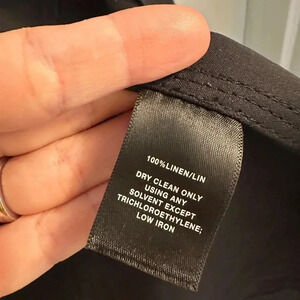 100%LINEN/LIN
DRY CLEAN ONLY
USING ANY
SOLVENT EXCEPT
TRICHLOROETHYLENE;
LOW IRON